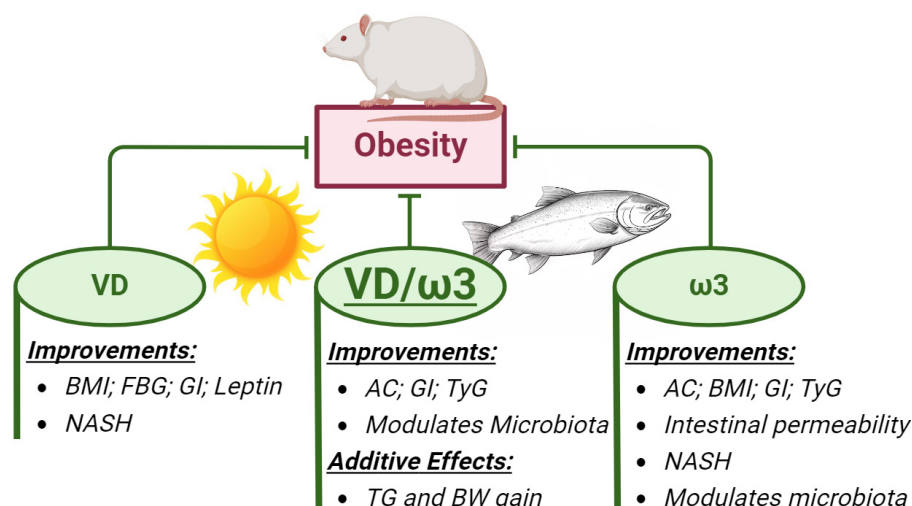 Obesity
VD
Improvements:
• BMI; FBG; GI; Leptin
• NASH
VD/ω3
Improvements:
• AC; GI; TyG
• Modulates Microbiota
Additive Effects:
• TG and BW gain
ω3
Improvements:
• AC; BMI; GI; TyG
• Intestinal permeability
• NASH
• Modulates microbiota